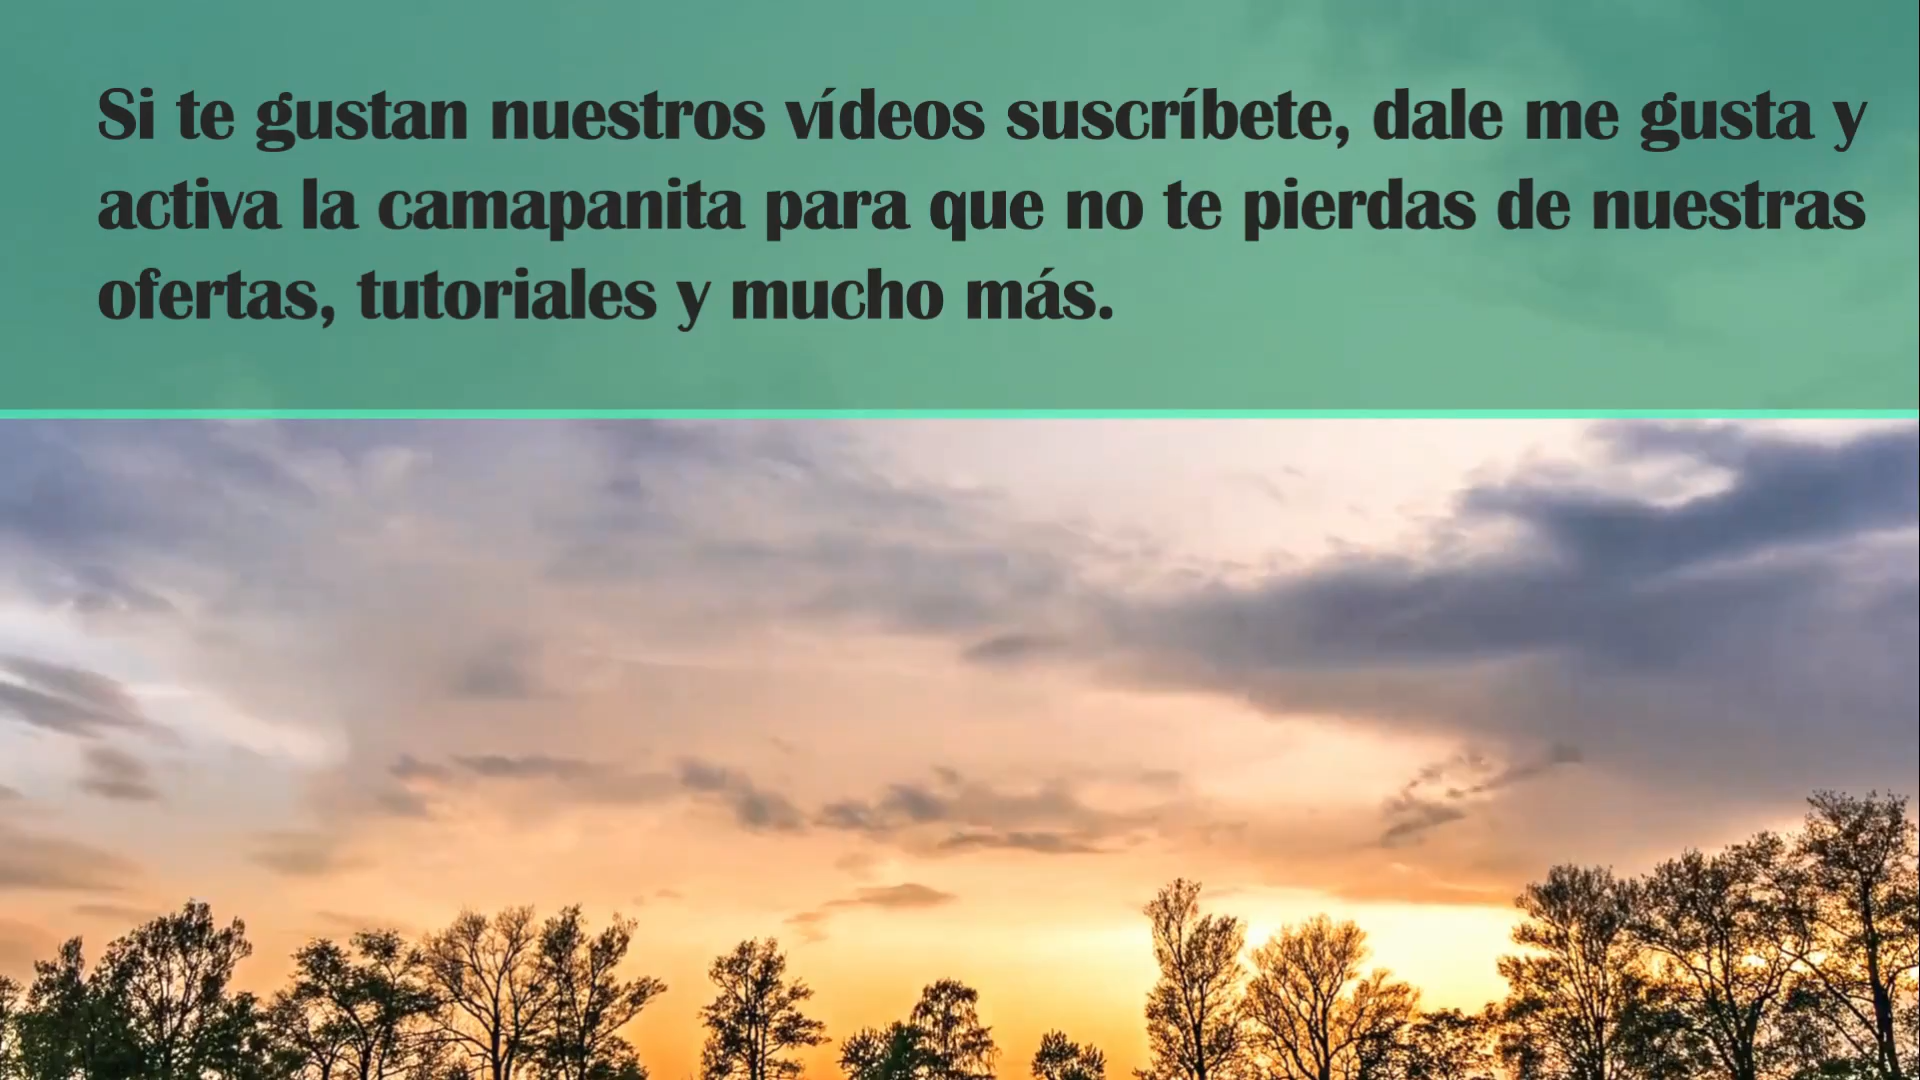 Si te gustan nuestros vídeos suscríbete, dale me gusta y
activa la camapanita para que no te pierdas de nuestras
ofertas, tutoriales y mucho más.